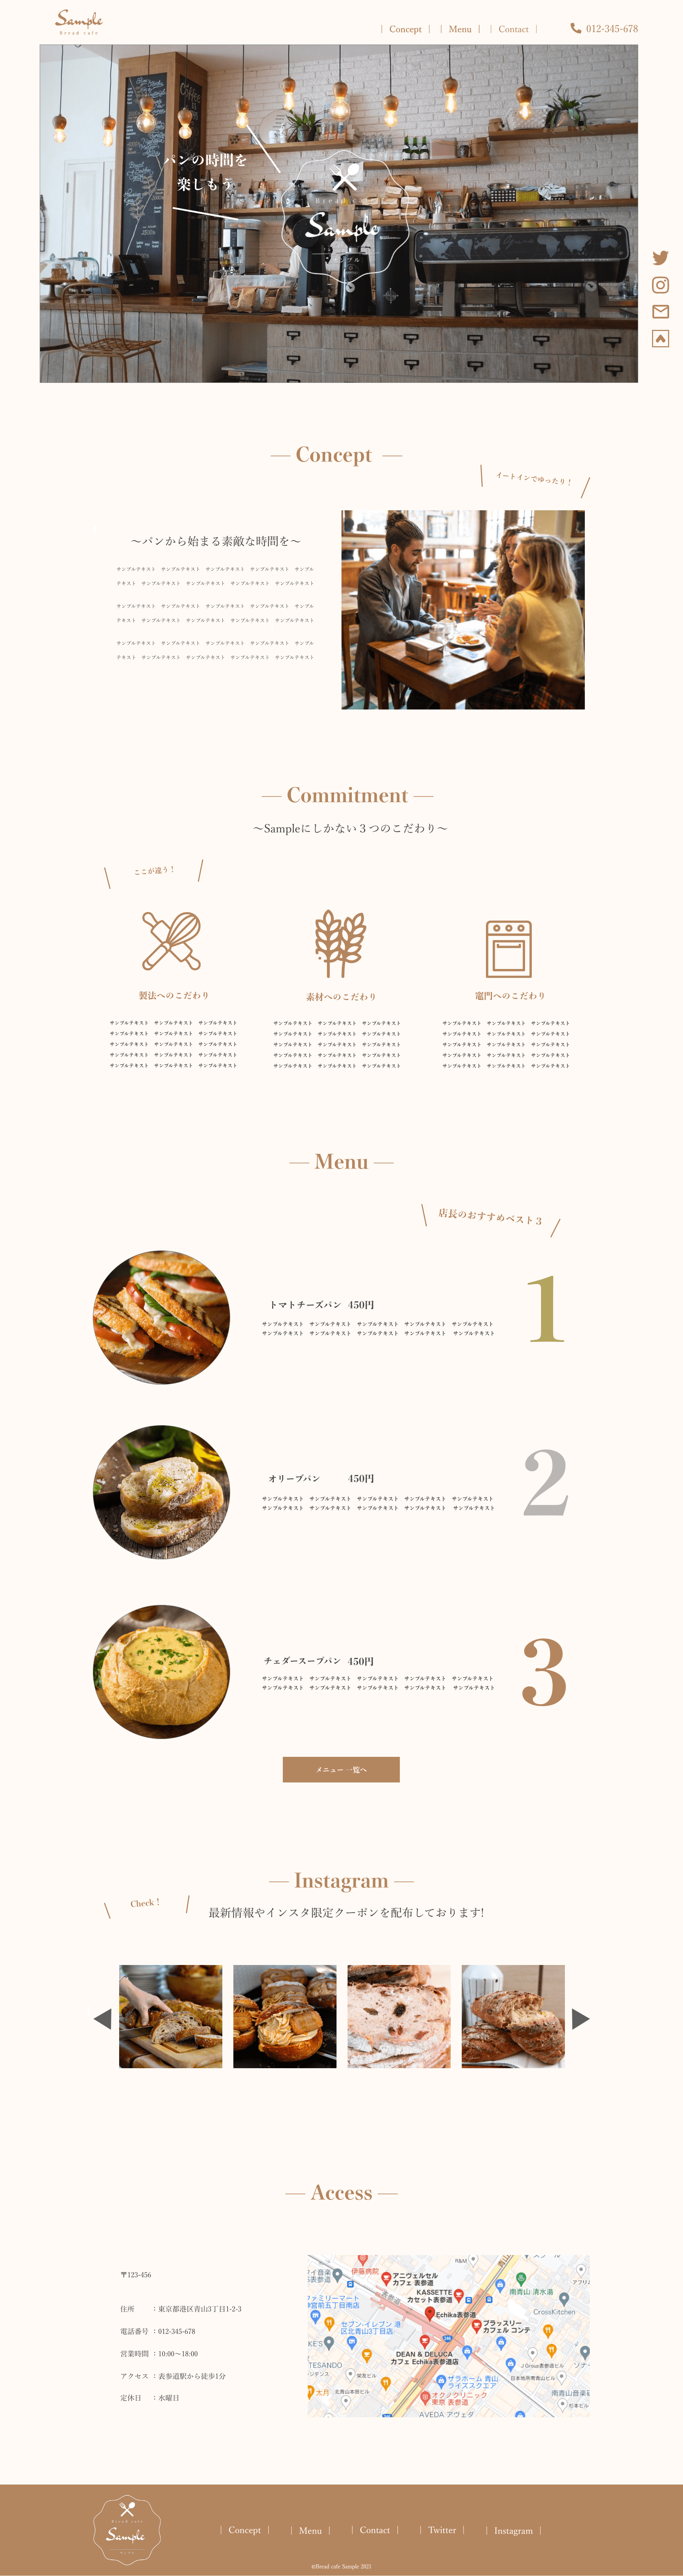 Sample
Bread cafe
Concept
Menu
Contact
012-345-678
パンの時間を
楽しもう
Bread cafe
Sample
サンプル
Concept
イートインでゆったり！
～パンから始まる素敵な時間を～
サンプルテキスト サンプルテキスト サンプルテキスト サンプルテキスト サンプル
テキスト サンプルテキスト サンプルテキスト サンプルテキスト サンプルテキスト
サンプルテキスト サンプルテキスト サンプルテキスト サンプルテキスト サンプル
テキスト サンプルテキスト サンプルテキスト サンプルテキスト サンプルテキスト
サンプルテキスト サンプルテキスト サンプルテキスト サンプルテキスト サンプル
テキスト サンプルテキスト サンプルテキスト サンプルテキスト サンプルテキスト
Commitment
～Sampleにしかない３つのこだわり～
ここが違う！
製法へのこだわり
サンプルテキスト サンプルテキスト サンプルテキスト
サンプルテキスト サンプルテキスト サンプルテキスト
サンプルテキスト サンプルテキスト サンプルテキスト
サンプルテキスト サンプルテキスト サンプルテキスト
サンプルテキスト サンプルテキスト サンプルテキスト
素材へのこだわり
サンプルテキスト サンプルテキスト サンプルテキスト
サンプルテキスト サンプルテキスト サンプルテキスト
サンプルテキスト サンプルテキスト サンプルテキスト
サンプルテキスト サンプルテキスト サンプルテキスト
サンプルテキスト サンプルテキスト サンプルテキスト
竈門へのこだわり
サンプルテキスト サンプルテキスト サンプルテキスト
サンプルテキスト サンプルテキスト サンプルテキスト
サンプルテキスト サンプルテキスト サンプルテキスト
サンプルテキスト サンプルテキスト サンプルテキスト
サンプルテキスト サンプルテキスト サンプルテキスト
Menu
店長のおすすめベスト３
トマトチーズパン 450円
サンプルテキスト サンプルテキスト サンプルテキスト サンプルテキスト サンプルテキスト
サンプルテキスト サンプルテキスト サンプルテキスト サンプルテキスト サンプルテキスト
1
オリーブパン 450円
サンプルテキスト サンプルテキスト サンプルテキスト サンプルテキスト サンプルテキスト
サンプルテキスト サンプルテキスト サンプルテキスト サンプルテキスト サンプルテキスト
2
チェダースープパン 450円
サンプルテキスト サンプルテキスト サンプルテキスト サンプルテキスト サンプルテキスト
サンプルテキスト サンプルテキスト サンプルテキスト サンプルテキスト サンプルテキスト
3
メニュー 一覧へ
Instagram
Check！
最新情報やインスタ限定クーポンを配布しております!
Access
〒123-456
住所 ：東京都港区青山3丁目1-2-3
電話番号 ：012-345-678
営業時間 ：10:00〜18:00
アクセス ：表参道駅から徒歩1分
定休日 ：水曜日
R&M
伊藤病院
アニヴェルセル
カフェ 表参道
南青山 清水湯
KASSETTE
カセット表参道
CrossKitchen
Echika表参道
セブン-イレブン 港
区北青山3丁目店
ブラッスリー
カフェル コンテ
DEAN & DELUCA
カフェ Echika表参道店
J Grous表参道ビル
ザラホーム 青山
ライズスクエア
日本地所南青山ビル
大月
北青山本田ビル
オクノクリニック
東京 表参道
杉本ビル
AVEDA アヴェダ
Bread cafe
Sample
サンプル
Concept
Menu
Contact
Twitter
Instagram
©Bread cafe Sample 2021